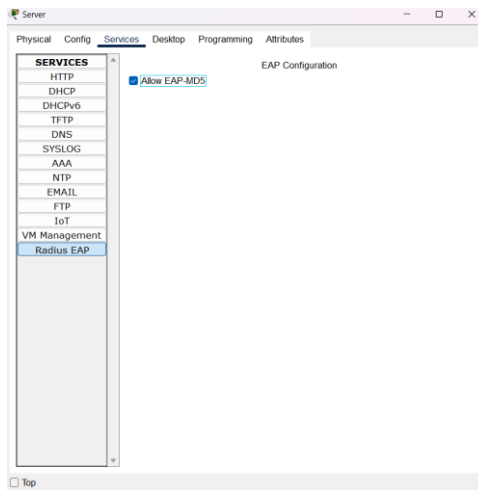 Server
Physical Config Services Desktop Programming Attributes
SERVICES
HTTP
DHCP
DHCPv6
TFTP
DNS
SYSLOG
AAA
NTP
EMAIL
FTP
IoT
VM Management
Radius EAP
EAP Configuration
Allow EAP-MD5
Top